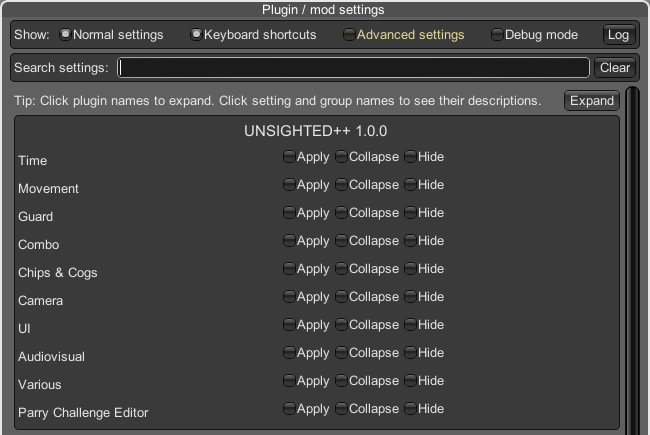 Plugin / mod settings
Show: Normal settings Keyboard shortcuts Advanced settings Debug mode Log
Search settings: Clear
Tip: Click plugin names to expand. Click setting and group names to see their descriptions. Expand
UNSIGHTED++ 1.0.0
Time Apply Collapse Hide
Movement Apply Collapse Hide
Guard Apply Collapse Hide
Combo Apply Collapse Hide
Chips & Cogs Apply Collapse Hide
Camera Apply Collapse Hide
UI Apply Collapse Hide
Audiovisual Apply Collapse Hide
Various Apply Collapse Hide
Parry Challenge Editor Apply Collapse Hide